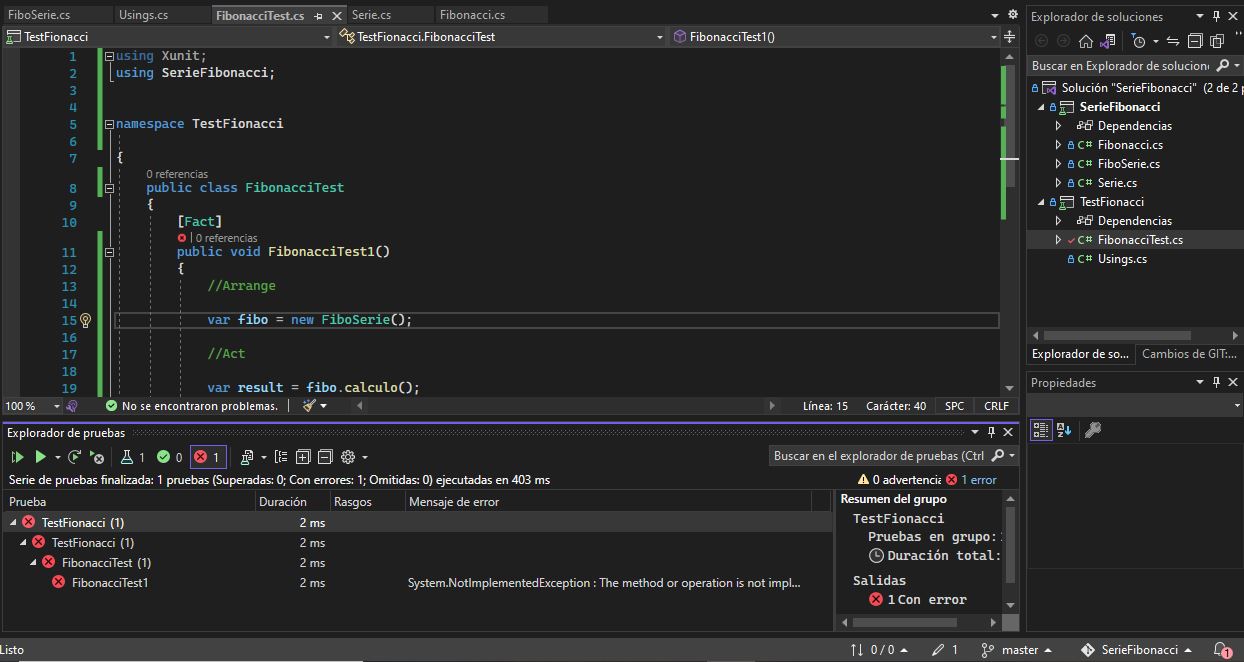 FiboSerie.cs Usings.cs FibonacciTest.cs Serie.cs Fibonacci.cs
TestFionacci TestFionacci.FibonacciTest FibonacciTest1()
1 using Xunit;
2 using SerieFibonacci;
3
4
5 namespace TestFionacci
6
7 {
0 referencias
8 public class FibonacciTest
9 {
10 [Fact]
| 0 referencias
11 public void FibonacciTest1()
12 {
13 //Arrange
14
15 var fibo = new FiboSerie();
16
17 //Act
18
19 var result = fibo.calculo();
100 % No se encontraron problemas. Línea: 15 Carácter: 40 SPC CRLF
Explorador de soluciones
Buscar en Explorador de solucione
Solución "SerieFibonacci" (2 de 2 p
SerieFibonacci
Dependencias
C# Fibonacci.cs
C# FiboSerie.cs
C# Serie.cs
TestFionacci
Dependencias
C# FibonacciTest.cs
C# Usings.cs
Explorador de so... Cambios de GIT:...
Propiedades
Explorador de pruebas
1 0 1
Buscar en el explorador de pruebas (Ctrl
Serie de pruebas finalizada: 1 pruebas (Superadas: 0; Con errores: 1; Omitidas: 0) ejecutadas en 403 ms
0 advertencia 1 error
Prueba Duración Rasgos Mensaje de error
TestFionacci (1) 2 ms
TestFionacci (1) 2 ms
FibonacciTest (1) 2 ms
FibonacciTest1 2 ms System.NotImplementedException : The method or operation is not impl...
Resumen del grupo
TestFionacci
Pruebas en grupo:
Duración total:
Salidas
1 Con error
Listo 0 / 0 1 master SerieFibonacci 1